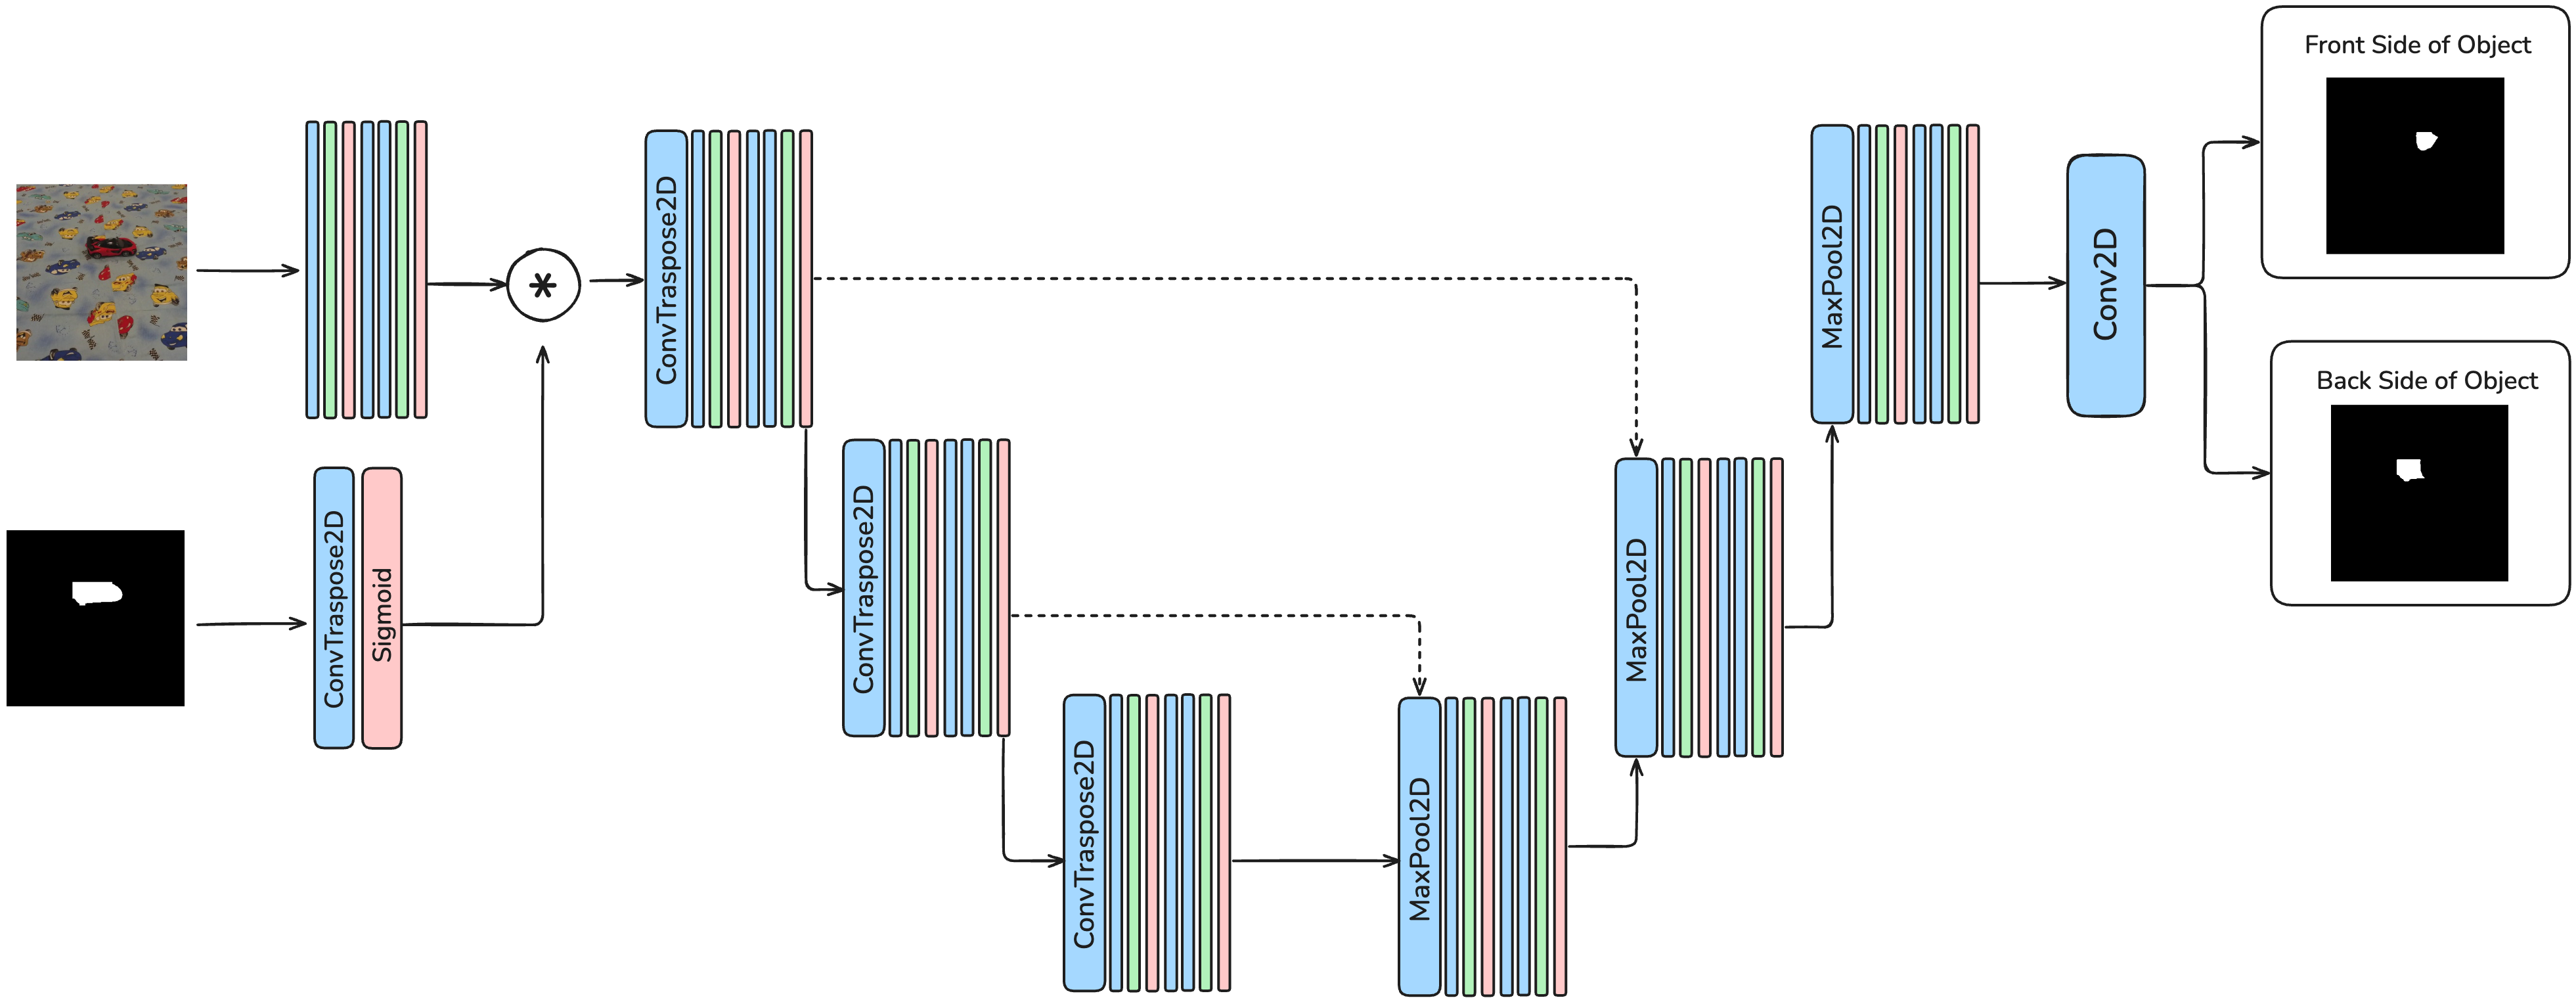 Front Side of Object
ConvTraspose2D
MaxPool2D
Conv2D
*
Back Side of Object
ConvTraspose2D
Sigmoid
ConvTraspose2D
MaxPool2D
ConvTraspose2D
MaxPool2D